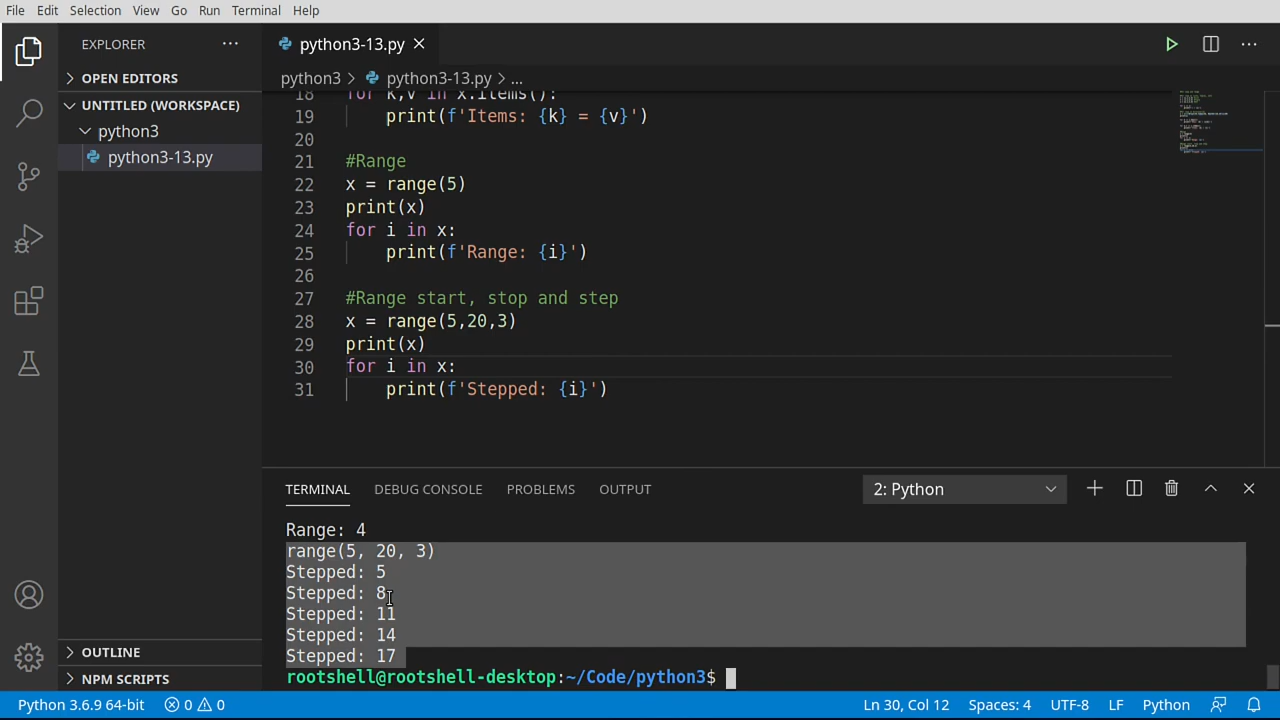 File Edit Selection View Go Run Terminal Help
EXPLORER ···
python3-13.py
OPEN EDITORS
UNTITLED (WORKSPACE)
python3
python3-13.py
OUTLINE
NPM SCRIPTS
python3 > python3-13.py > ...
18 for k,v in x.items():
19 print(f'Items: {k} = {v}')
20
21 #Range
22 x = range(5)
23 print(x)
24 for i in x:
25 print(f'Range: {i}')
26
27 #Range start, stop and step
28 x = range(5,20,3)
29 print(x)
30 for i in x:
31 print(f'Stepped: {i}')
TERMINAL DEBUG CONSOLE PROBLEMS OUTPUT 2: Python
Range: 4
range(5, 20, 3)
Stepped: 5
Stepped: 8
Stepped: 11
Stepped: 14
Stepped: 17
rootshell@rootshell-desktop:~/Code/python3$
Python 3.6.9 64-bit 0 0 Ln 30, Col 12 Spaces: 4 UTF-8 LF Python